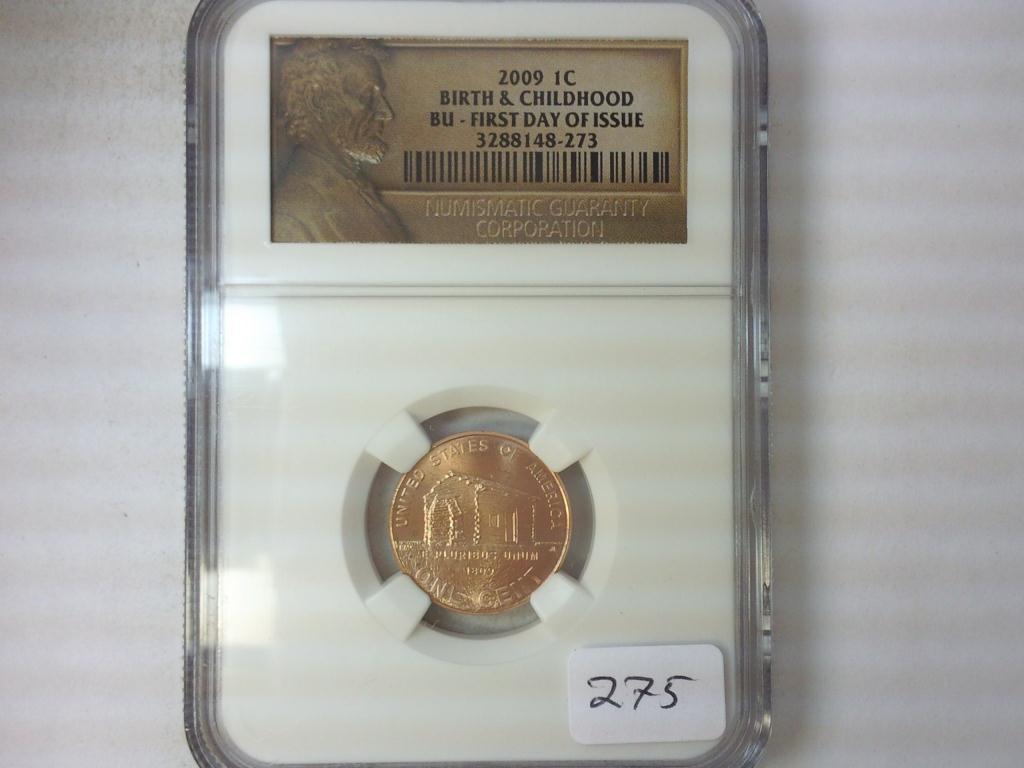 2009 1C
BIRTH & CHILDHOOD
BU - FIRST DAY OF ISSUE
3288148-273
NUMISMATIC GUARANTY
CORPORATION
UNITED STATES OF AMERICA
E PLURIBUS UNUM
1809
ONE CENT
275